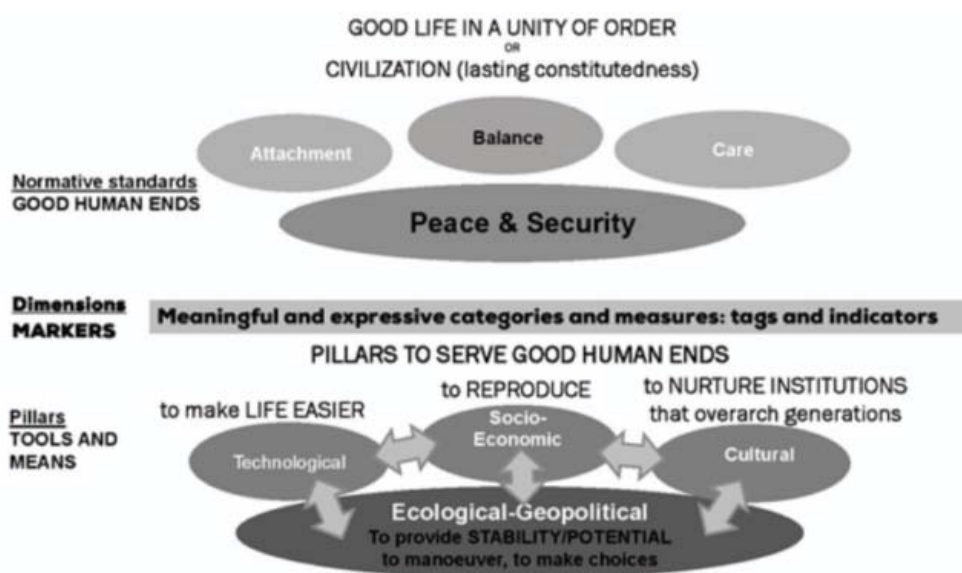 GOOD LIFE IN A UNITY OF ORDER
OR
CIVILIZATION (lasting constitutedness)
Attachment
Balance
Care
Normative standards
GOOD HUMAN ENDS
Peace & Security
Dimensions
MARKERS
Meaningful and expressive categories and measures: tags and indicators
PILLARS TO SERVE GOOD HUMAN ENDS
to make LIFE EASIER
to REPRODUCE
to NURTURE INSTITUTIONS
that overarch generations
Pillars
TOOLS AND
MEANS
Technological
Socio-
Economic
Cultural
Ecological-Geopolitical
To provide STABILITY/POTENTIAL
to manoeuver, to make choices